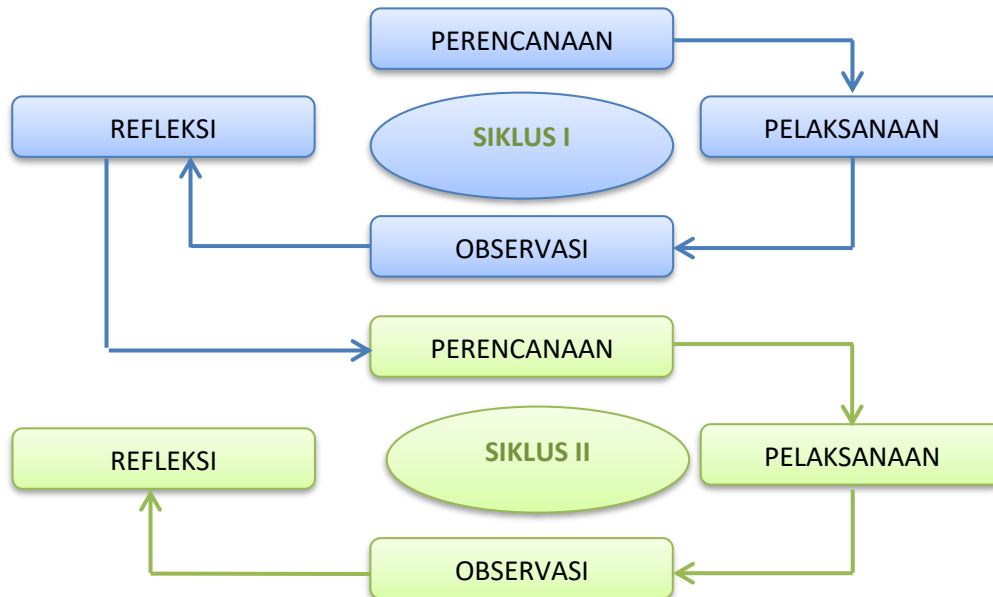 PERENCANAAN
REFLEKSI
SIKLUS I
PELAKSANAAN
OBSERVASI
PERENCANAAN
REFLEKSI
SIKLUS II
PELAKSANAAN
OBSERVASI